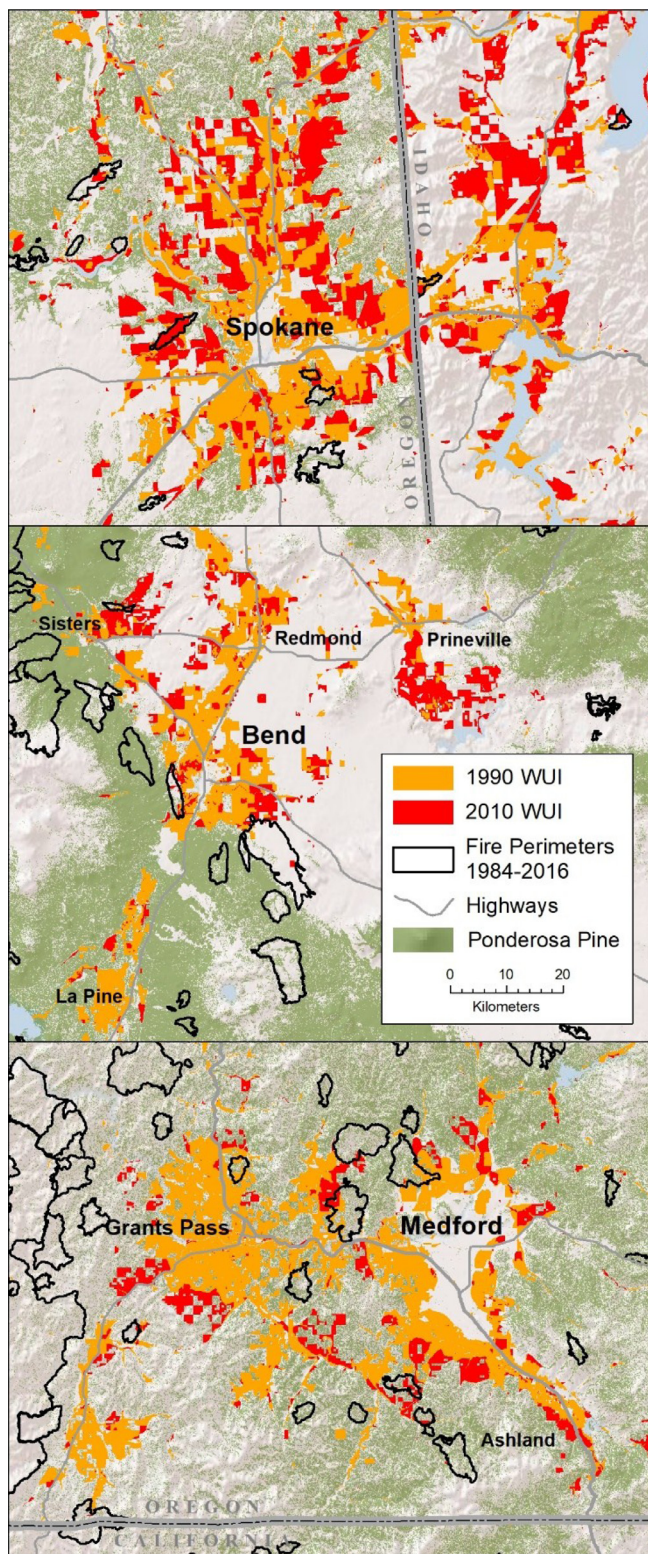 IDAHO
Spokane
OREGON
Sisters
Redmond
Prineville
Bend
1990 WUI
2010 WUI
Fire Perimeters
1984-2016
Highways
Ponderosa Pine
0 10 20
Kilometers
La Pine
Grants Pass
Medford
Ashland
OREGON
CALIFORNIA